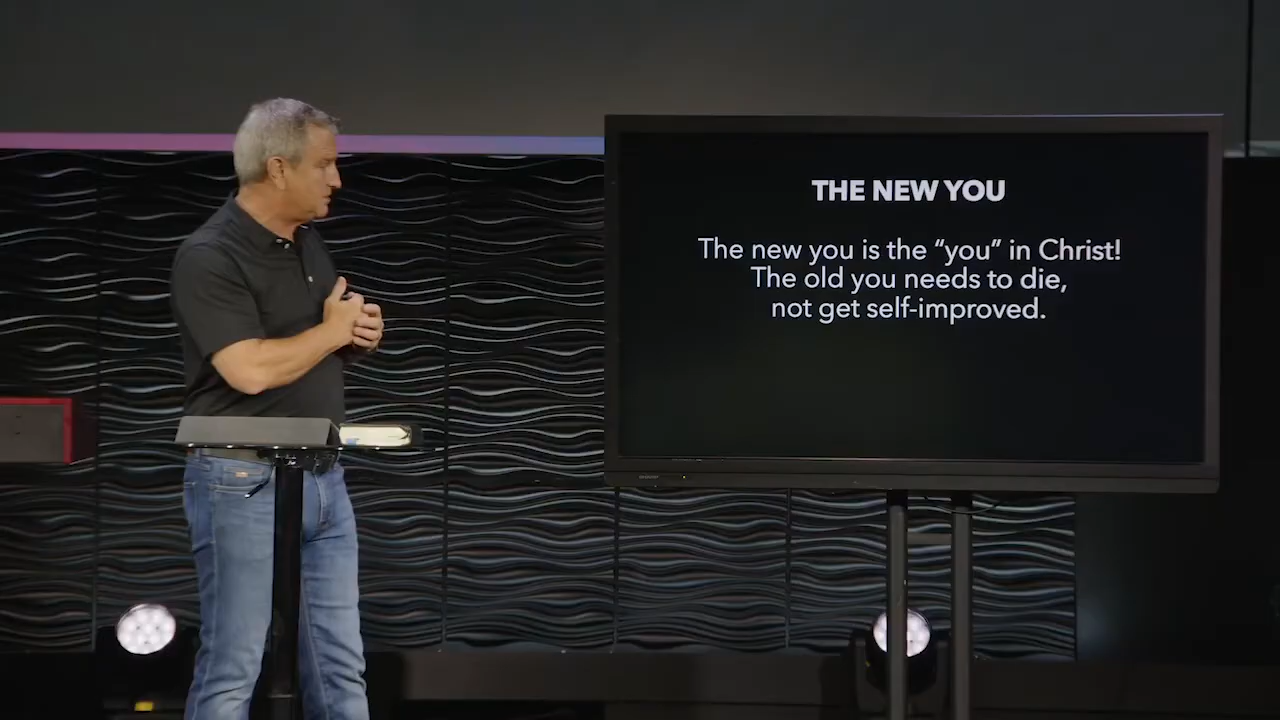 THE NEW YOU
The new you is the “you” in Christ!
The old you needs to die,
not get self-improved.